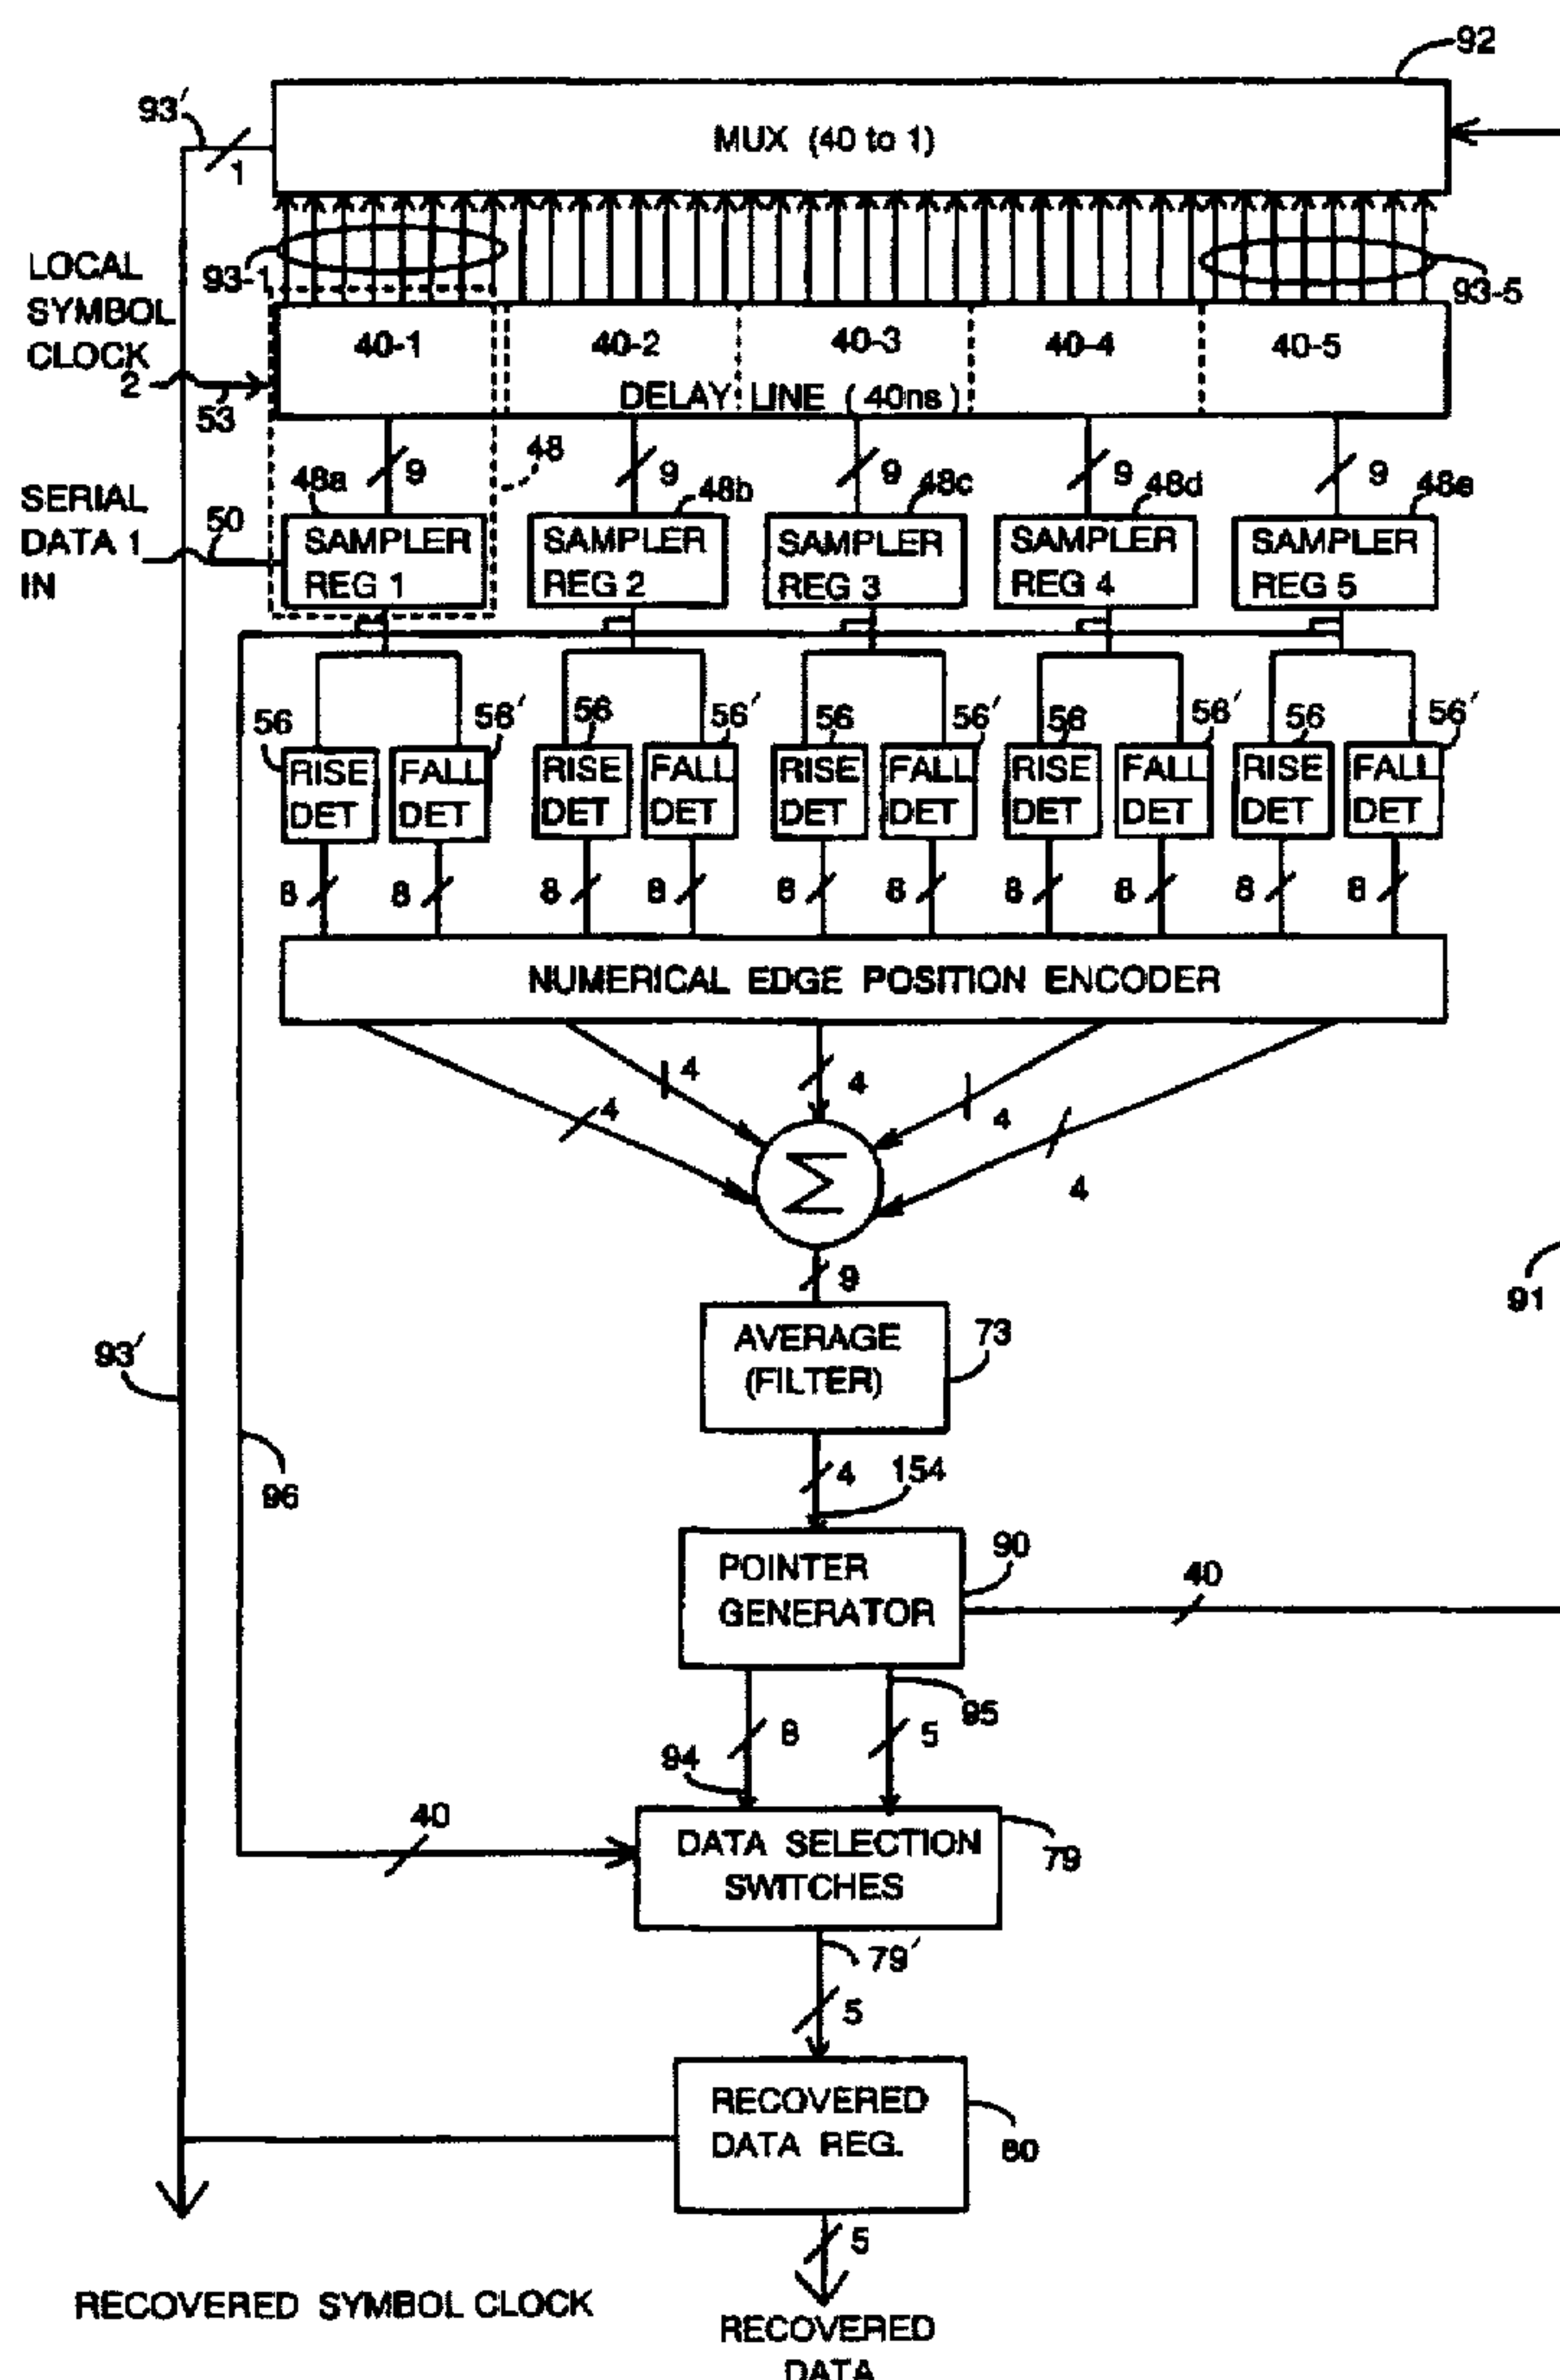 92
93′
MUX (40 to 1)
1
LOCAL
SYMBOL
CLOCK
2
53
93-1
93-5
40-1
40-2
40-3
40-4
40-5
DELAY LINE (40ns)
9
9
9
9
9
48
48a
48b
48c
48d
48e
SERIAL
DATA 1
IN
50
SAMPLER
REG 1
SAMPLER
REG 2
SAMPLER
REG 3
SAMPLER
REG 4
SAMPLER
REG 5
56
56′
56
56′
56
56′
56
56′
56
56′
RISE
DET
FALL
DET
RISE
DET
FALL
DET
RISE
DET
FALL
DET
RISE
DET
FALL
DET
RISE
DET
FALL
DET
8
8
8
8
8
8
8
8
8
8
NUMERICAL EDGE POSITION ENCODER
4
4
4
4
4
Σ
9
91
AVERAGE
(FILTER)
73
93′
96
4
154
POINTER
GENERATOR
90
40
8
5
95
94
40
DATA SELECTION
SWITCHES
79
79′
5
RECOVERED
DATA REG.
80
5
RECOVERED SYMBOL CLOCK
RECOVERED
DATA